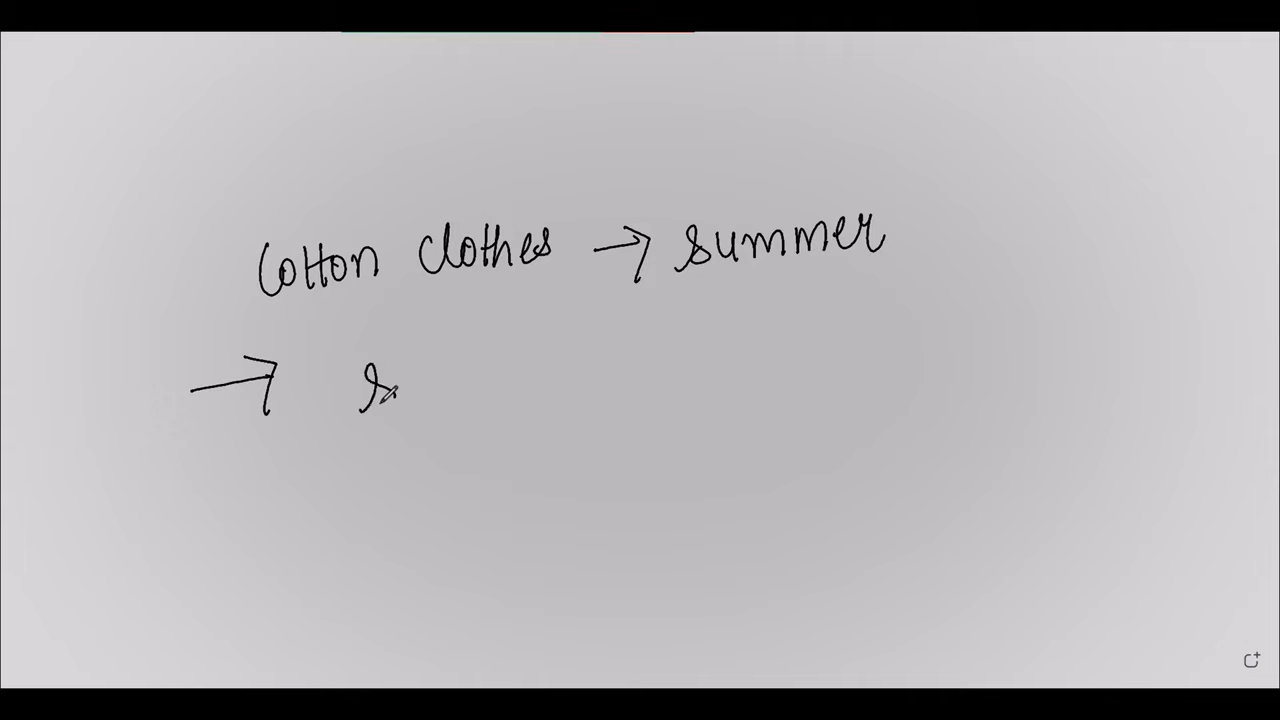 Cotton clothes → summer
→ s